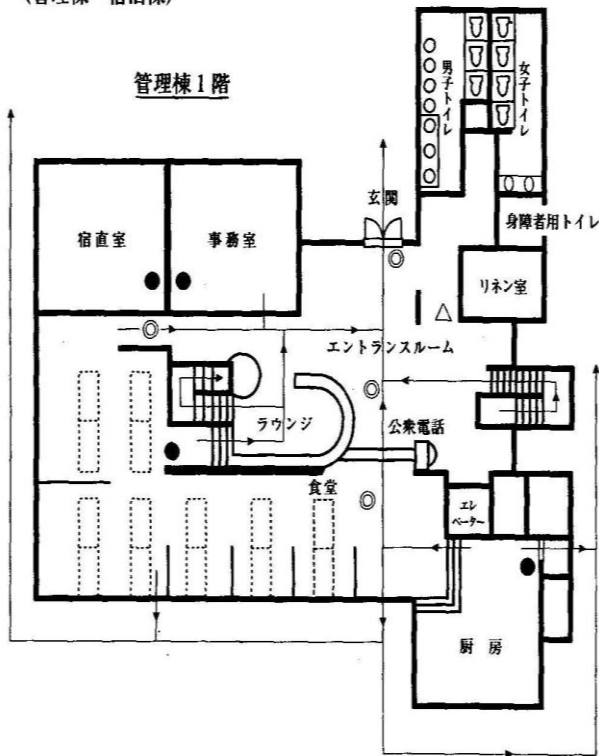 (管理棟・宿泊棟)
管理棟1階
男子トイレ
女子トイレ
玄関
身障者用トイレ
宿直室
事務室
リネン室
エントランスルーム
ラウンジ
公衆電話
食堂
エレ
ベーター
厨房